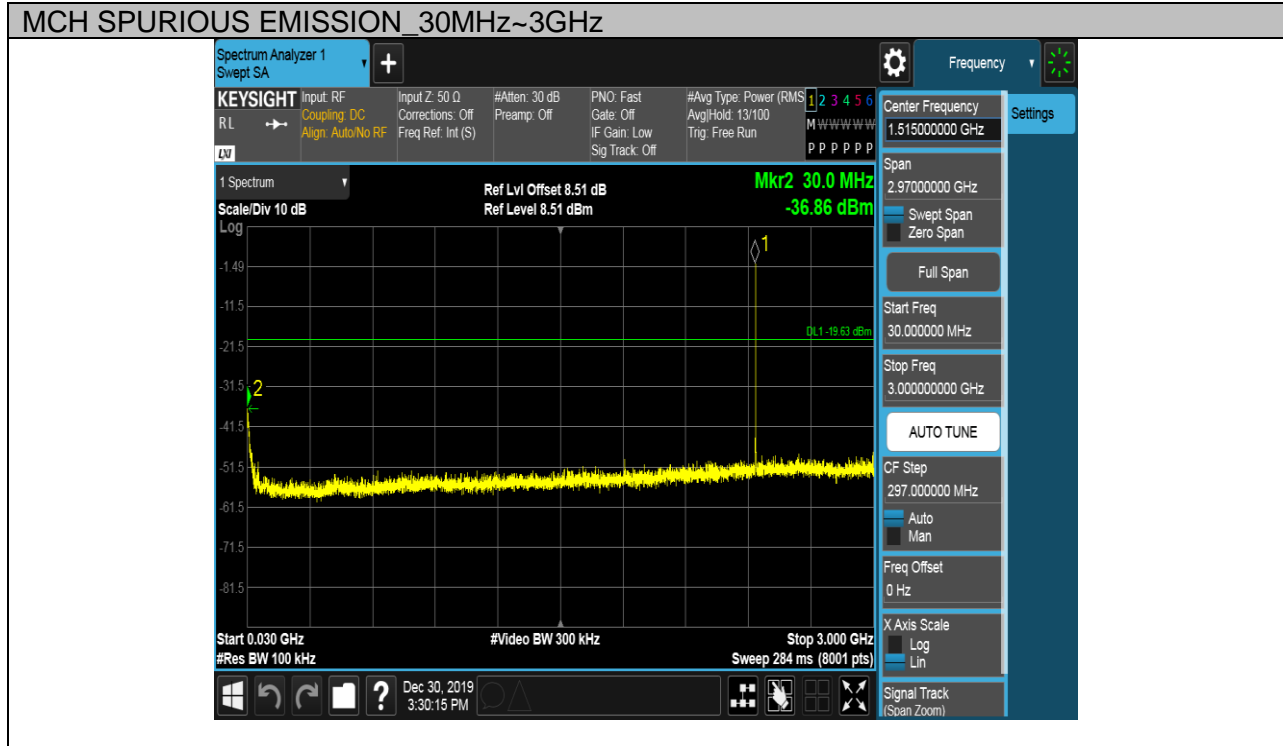 MCH SPURIOUS EMISSION_30MHz~3GHz
Spectrum Analyzer 1
Swept SA
+
Frequency
KEYSIGHT
RL
LXI
Input: RF
Coupling: DC
Align: Auto/No RF
Input Z: 50 Ω
Corrections: Off
Freq Ref: Int (S)
#Atten: 30 dB
Preamp: Off
PNO: Fast
Gate: Off
IF Gain: Low
Sig Track: Off
#Avg Type: Power (RMS
Avg|Hold: 13/100
Trig: Free Run
1 2 3 4 5 6
M W W W W W
P P P P P P
1 Spectrum
Scale/Div 10 dB
Log
Ref Lvl Offset 8.51 dB
Ref Level 8.51 dBm
Mkr2 30.0 MHz
-36.86 dBm
1
-1.49
-11.5
DL1 -19.63 dBm
-21.5
-31.5
2
-41.5
-51.5
-61.5
-71.5
-81.5
Start 0.030 GHz
#Res BW 100 kHz
#Video BW 300 kHz
Stop 3.000 GHz
Sweep 284 ms (8001 pts)
?
Dec 30, 2019
3:30:15 PM
Center Frequency
1.515000000 GHz
Settings
Span
2.97000000 GHz
Swept Span
Zero Span
Full Span
Start Freq
30.000000 MHz
Stop Freq
3.000000000 GHz
AUTO TUNE
CF Step
297.000000 MHz
Auto
Man
Freq Offset
0 Hz
X Axis Scale
Log
Lin
Signal Track
(Span Zoom)